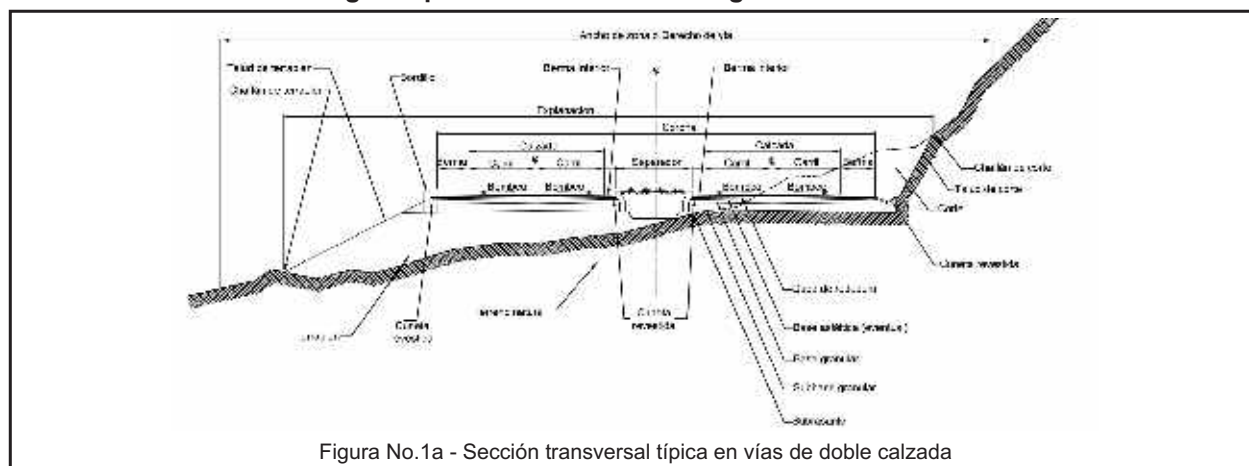 Ancho de zona o Derecho de vía
Talud de terraplén
Chaflán de terraplén
Bordillo
Berma interior
Berma interior
Explanación
Corona
Calzada
Calzada
Berma
Carril
Carril
Separador
Carril
Carril
Berma
Bombeo
Bombeo
Bombeo
Bombeo
Chaflán de corte
Talud de corte
Corte
Cuneta revestida
Capa de rodadura
Terreno natural
Cuneta
revestida
Cuneta
revestida
Base asfáltica (eventual)
Base granular
Subbase granular
Subrasante
Figura No.1a - Sección transversal típica en vías de doble calzada